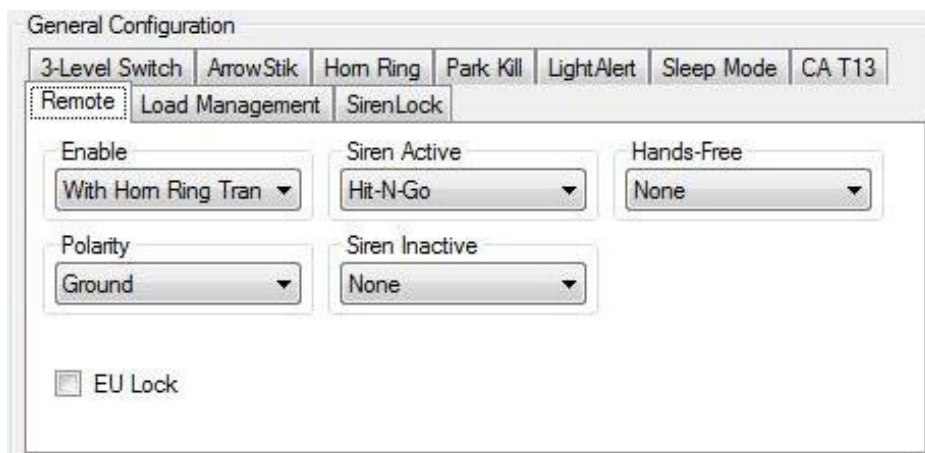 General Configuration
3-Level Switch ArrowStik Horn Ring Park Kill LightAlert Sleep Mode CA T13
Remote Load Management SirenLock
Enable Siren Active Hands-Free
With Horn Ring Tran Hit-N-Go None
Polarity Siren Inactive
Ground None
EU Lock